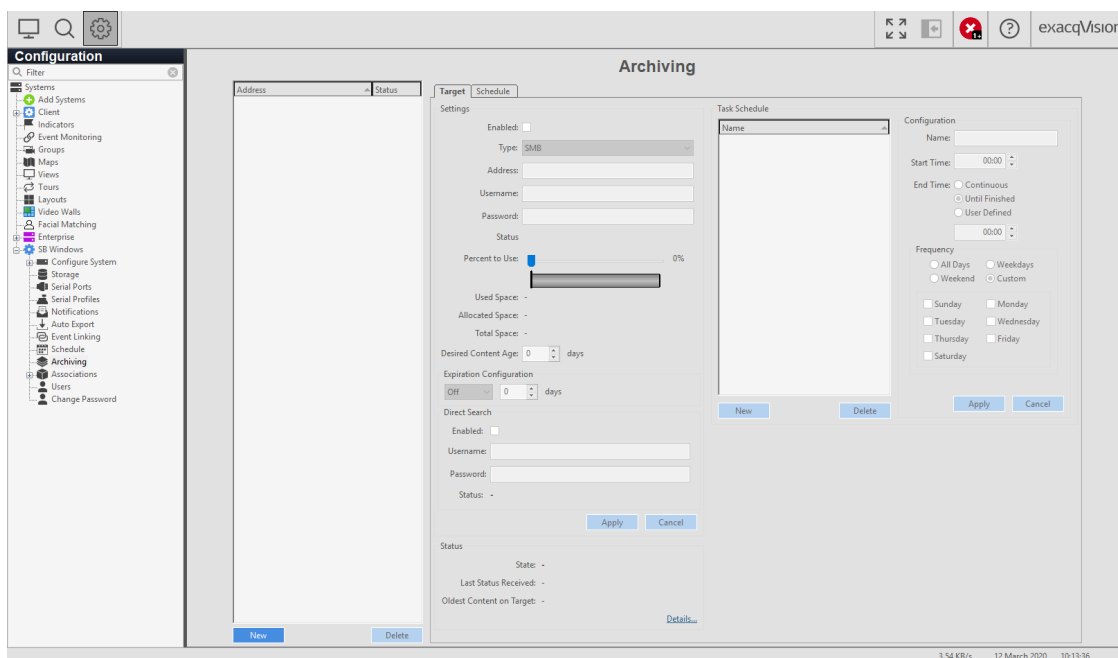 exacqVision
Configuration
Filter
Systems
Add Systems
Client
Indicators
Event Monitoring
Groups
Maps
Views
Tours
Layouts
Video Walls
Facial Matching
Enterprise
SB Windows
Configure System
Storage
Serial Ports
Serial Profiles
Notifications
Auto Export
Event Linking
Schedule
Archiving
Associations
Users
Change Password
Archiving
Address Status
New Delete
Target Schedule
Settings
Enabled:
Type: SMB
Address:
Username:
Password:
Status
Percent to Use: 0%
Used Space: -
Allocated Space: -
Total Space: -
Desired Content Age: 0 days
Expiration Configuration
Off 0 days
Direct Search
Enabled:
Username:
Password:
Status: -
Apply Cancel
Status
State: -
Last Status Received: -
Oldest Content on Target: -
Details...
Task Schedule
Name
New Delete
Configuration
Name:
Start Time: 00:00
End Time: Continuous
Until Finished
User Defined
00:00
Frequency
All Days Weekdays
Weekend Custom
Sunday Monday
Tuesday Wednesday
Thursday Friday
Saturday
Apply Cancel
3.54 KB/s 12 March 2020 10:13:36